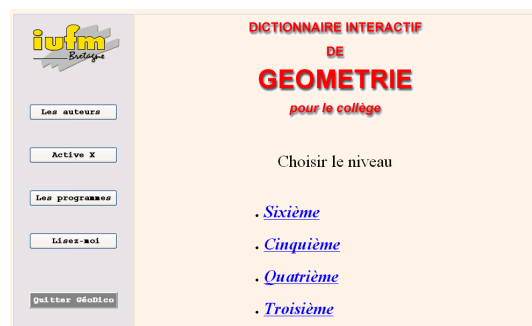 iufm
Bretagne
Les auteurs
Active X
Les programmes
Lisez-moi
Quitter GéoDico
DICTIONNAIRE INTERACTIF
DE
GEOMETRIE
pour le collège
Choisir le niveau
• Sixième
• Cinquième
• Quatrième
• Troisième